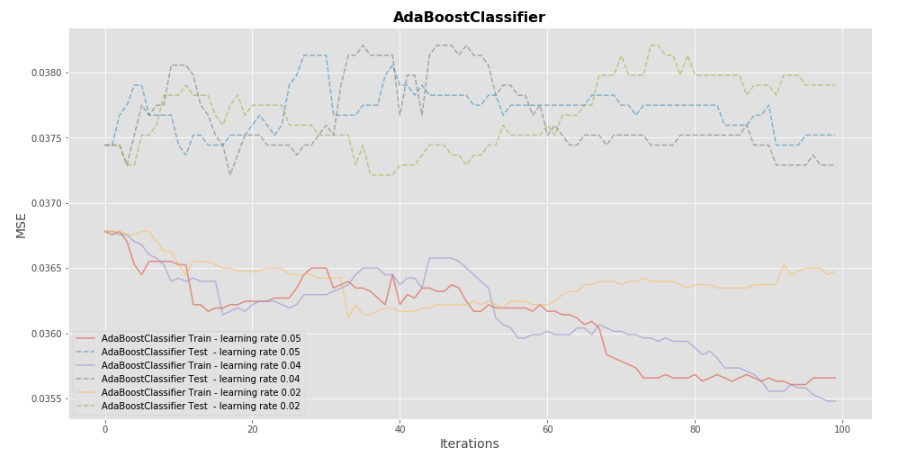 AdaBoostClassifier
MSE
0.0380
0.0375
0.0370
0.0365
0.0360
0.0355
AdaBoostClassifier Train - learning rate 0.05
AdaBoostClassifier Test  - learning rate 0.05
AdaBoostClassifier Train - learning rate 0.04
AdaBoostClassifier Test  - learning rate 0.04
AdaBoostClassifier Train - learning rate 0.02
AdaBoostClassifier Test  - learning rate 0.02
0 20 40 60 80 100
Iterations